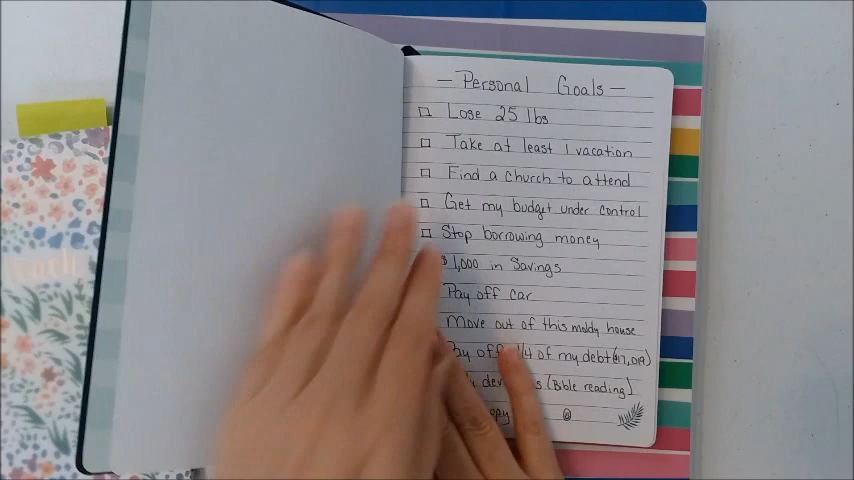 - Personal Goals -
Lose 25 lbs
Take at least 1 vacation
Find a church to attend
Get my budget under control
Stop borrowing money
$1,000 in Savings
Pay off car
Move out of this moldy house
Pay off 1/4 of my debt (17,019)
(Bible reading)